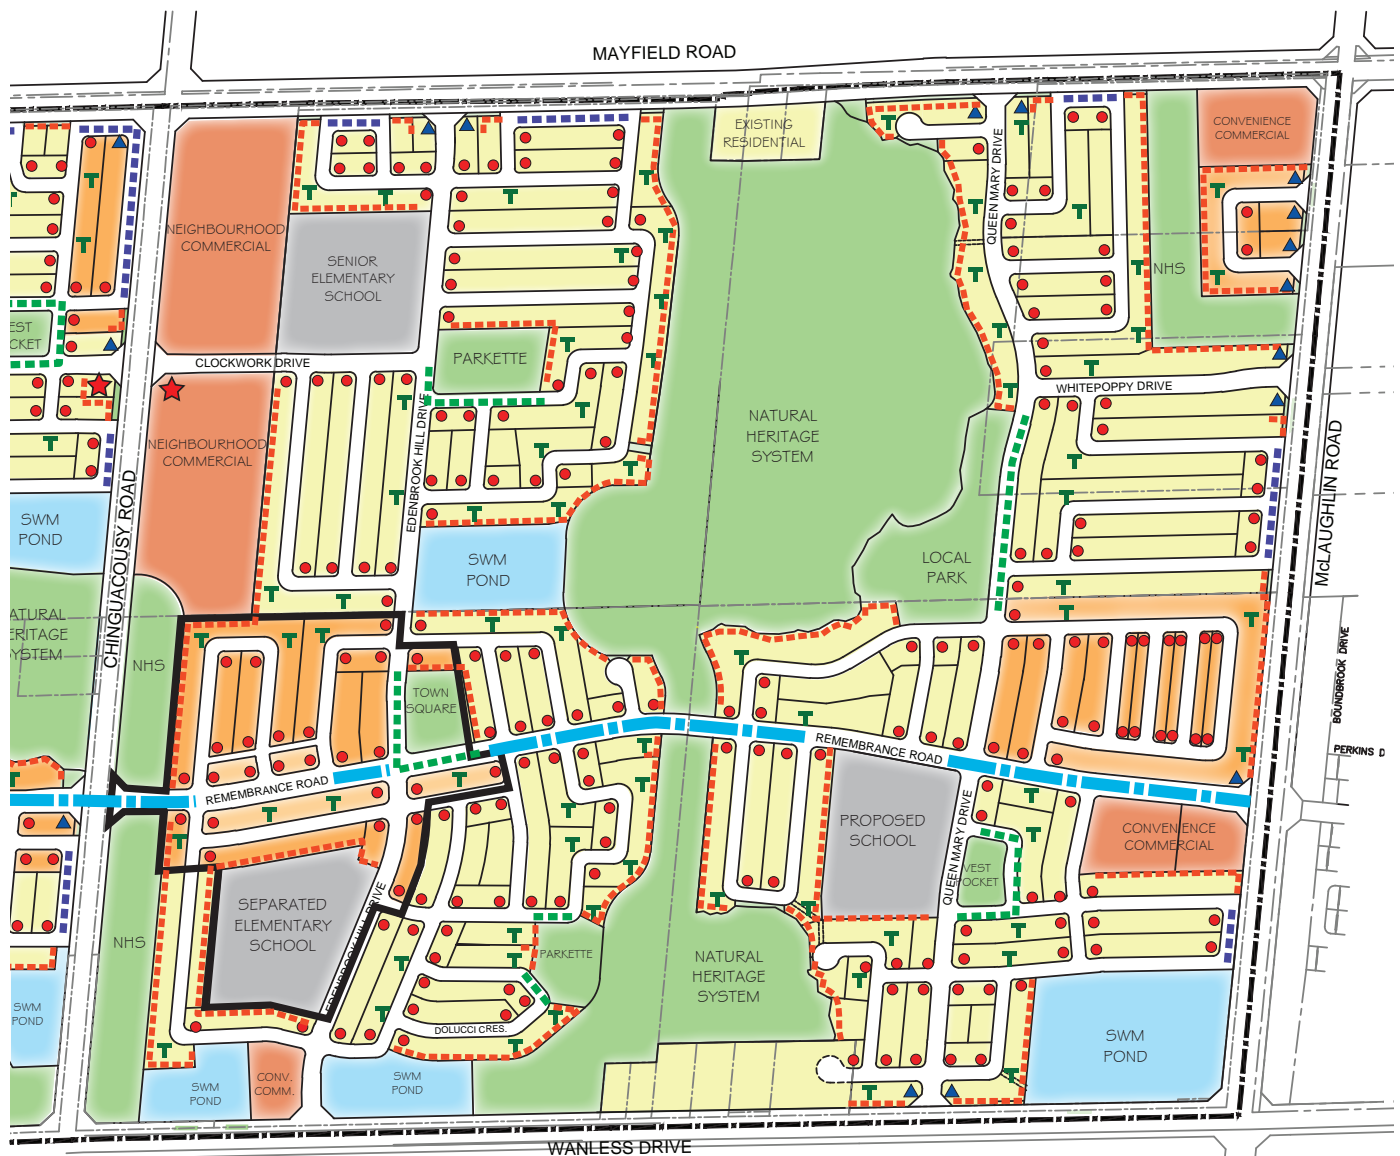 MAYFIELD ROAD
EXISTING
RESIDENTIAL
CONVENIENCE
COMMERCIAL
QUEEN MARY DRIVE
NEIGHBOURHOOD
COMMERCIAL
SENIOR
ELEMENTARY
SCHOOL
NHS
CLOCKWORK DRIVE
PARKETTE
WHITEPOPPY DRIVE
NEIGHBOURHOOD
COMMERCIAL
NATURAL
HERITAGE
SYSTEM
EDENBROOK HILL DRIVE
McLAUGHLIN ROAD
SWM
POND
CHINGUACOUSY ROAD
SWM
POND
LOCAL
PARK
NHS
BOUNDBROOK DRIVE
TOWN
SQUARE
REMEMBRANCE ROAD
REMEMBRANCE ROAD
PERKINS D
PROPOSED
SCHOOL
CONVENIENCE
COMMERCIAL
QUEEN MARY DRIVE
SEPARATED
ELEMENTARY
SCHOOL
EDENBROOK HILL DRIVE
NHS
PARKETTE
NATURAL
HERITAGE
SYSTEM
SWM
POND
DOLUCCI CRES.
SWM
POND
SWM
POND
CONV.
COMM.
SWM
POND
WANLESS DRIVE